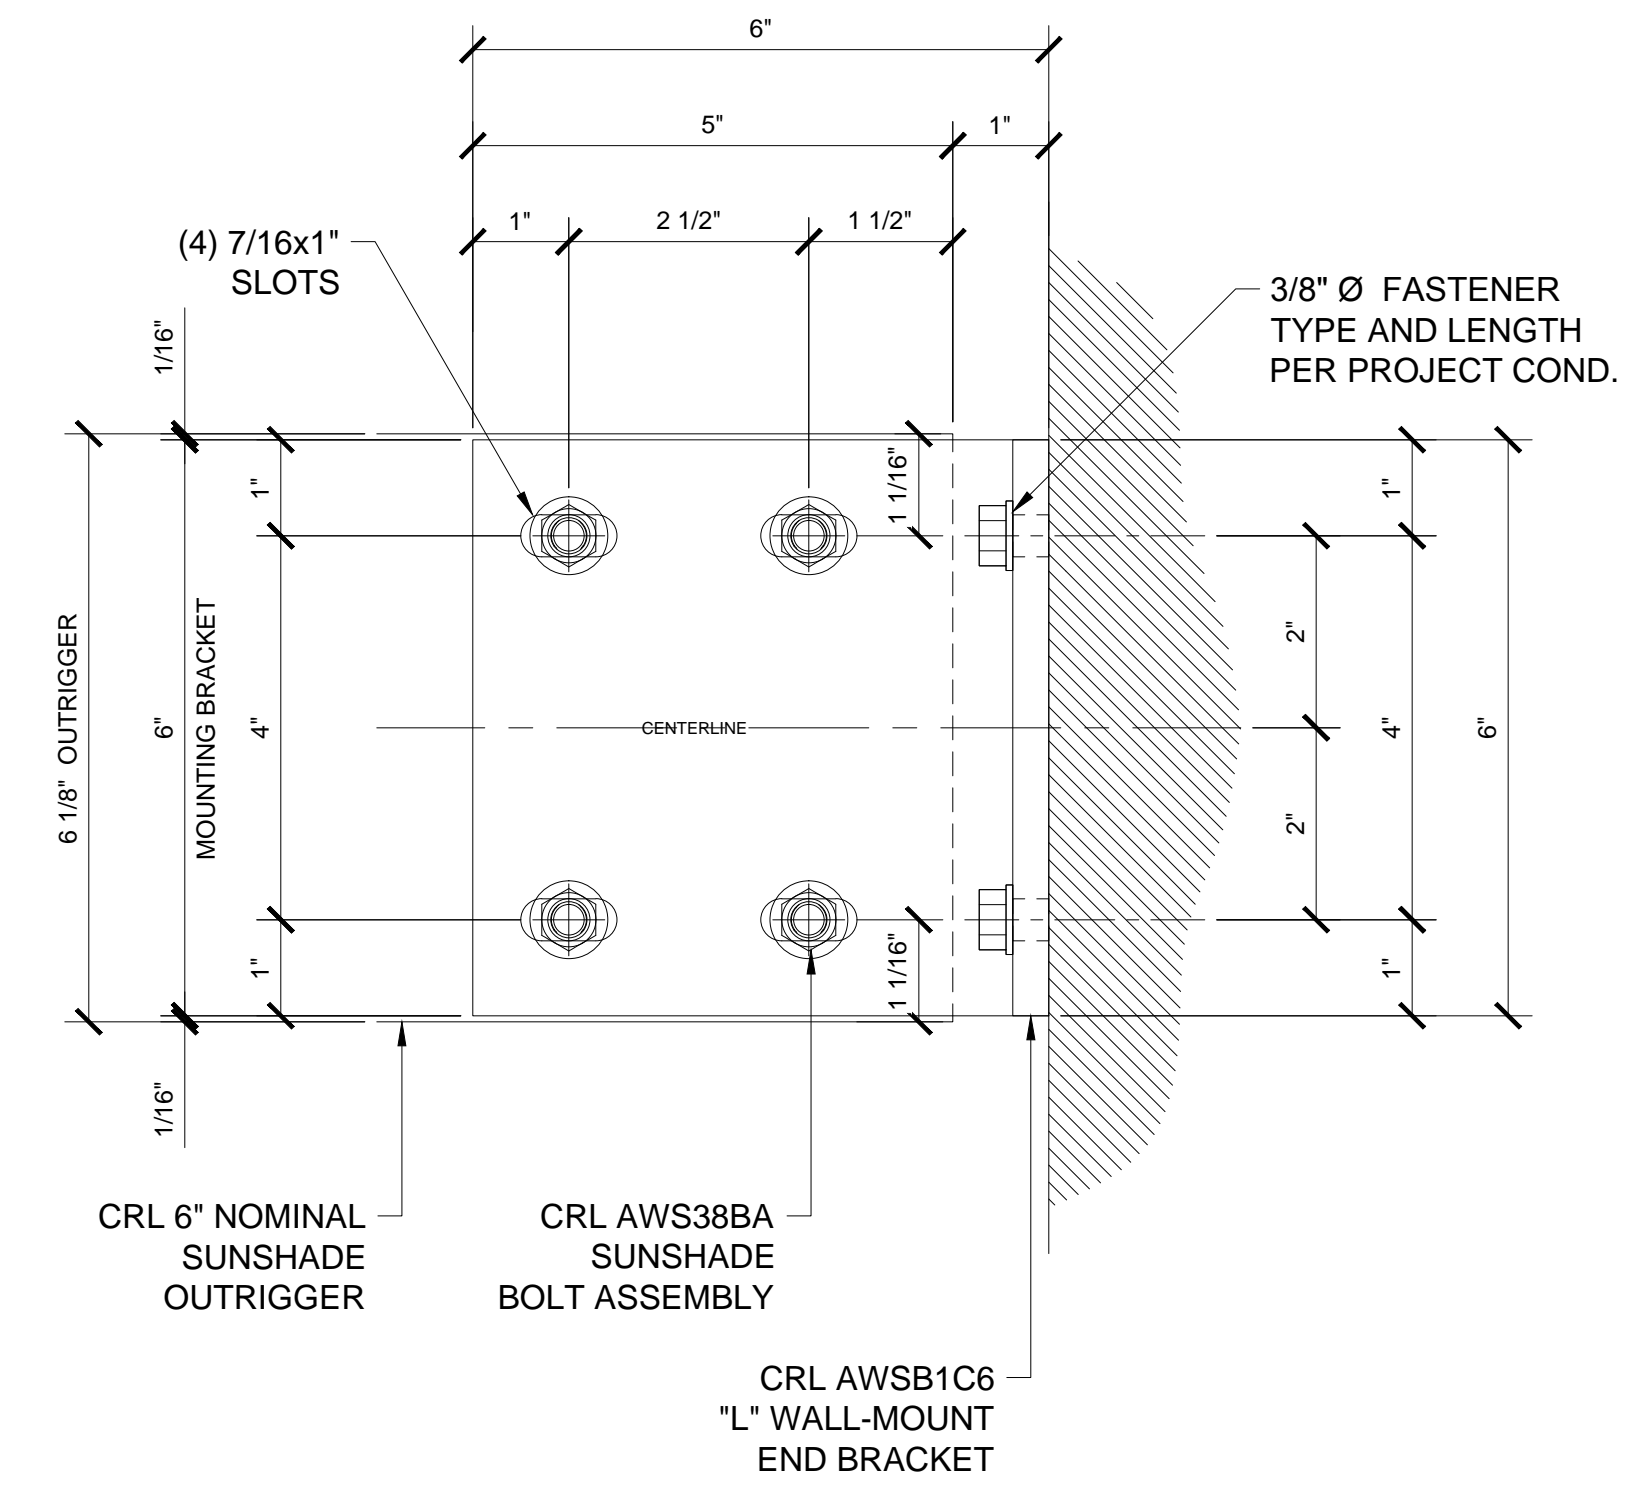 6"
5"
1"
1"
2 1/2"
1 1/2"
(4) 7/16x1"
SLOTS
3/8" Ø FASTENER
TYPE AND LENGTH
PER PROJECT COND.
1/16"
1"
1 1/16"
1"
6 1/8" OUTRIGGER
6"
MOUNTING BRACKET
4"
CENTERLINE
2"
2"
4"
6"
1"
1 1/16"
1"
1/16"
CRL 6" NOMINAL
SUNSHADE
OUTRIGGER
CRL AWS38BA
SUNSHADE
BOLT ASSEMBLY
CRL AWSB1C6
"L" WALL-MOUNT
END BRACKET